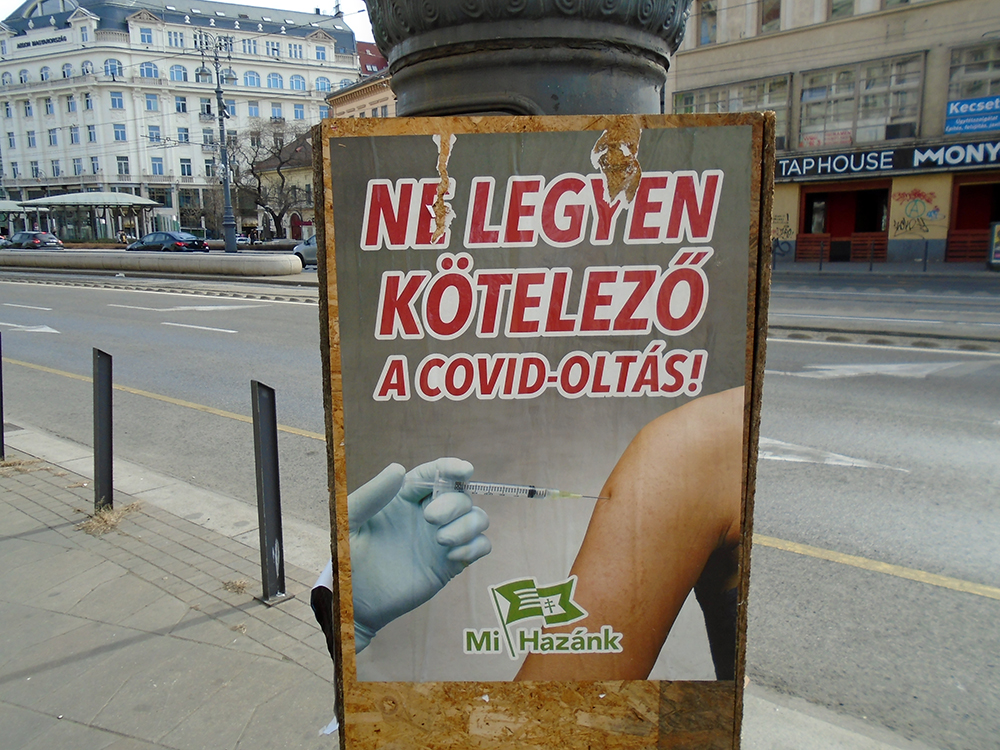 NE LEGYEN
KÖTELEZŐ
A COVID-OLTÁS!
Mi Hazánk
TAPHOUSE
MONY
Kecset